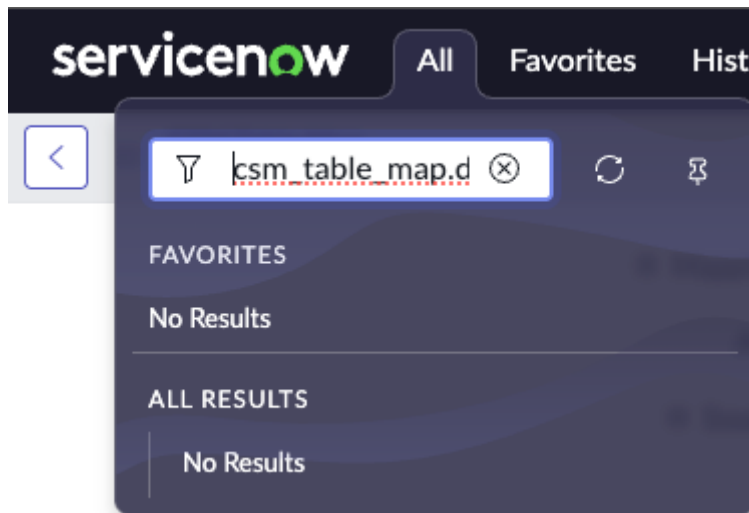 servicenow All Favorites Hist
csm_table_map.d
FAVORITES
No Results
ALL RESULTS
No Results